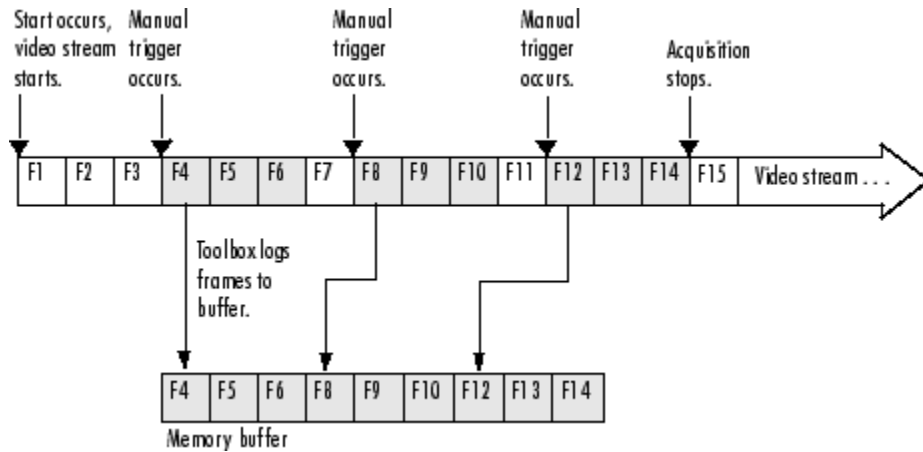 Start occurs,
video stream
starts.
Manual
trigger
occurs.
Manual
trigger
occurs.
Manual
trigger
occurs.
Acquisition
stops.
F1 F2 F3 F4 F5 F6 F7 F8 F9 F10 F11 F12 F13 F14 F15 Video stream . . .
Toolbox logs
frames to
buffer.
F4 F5 F6 F8 F9 F10 F12 F13 F14
Memory buffer